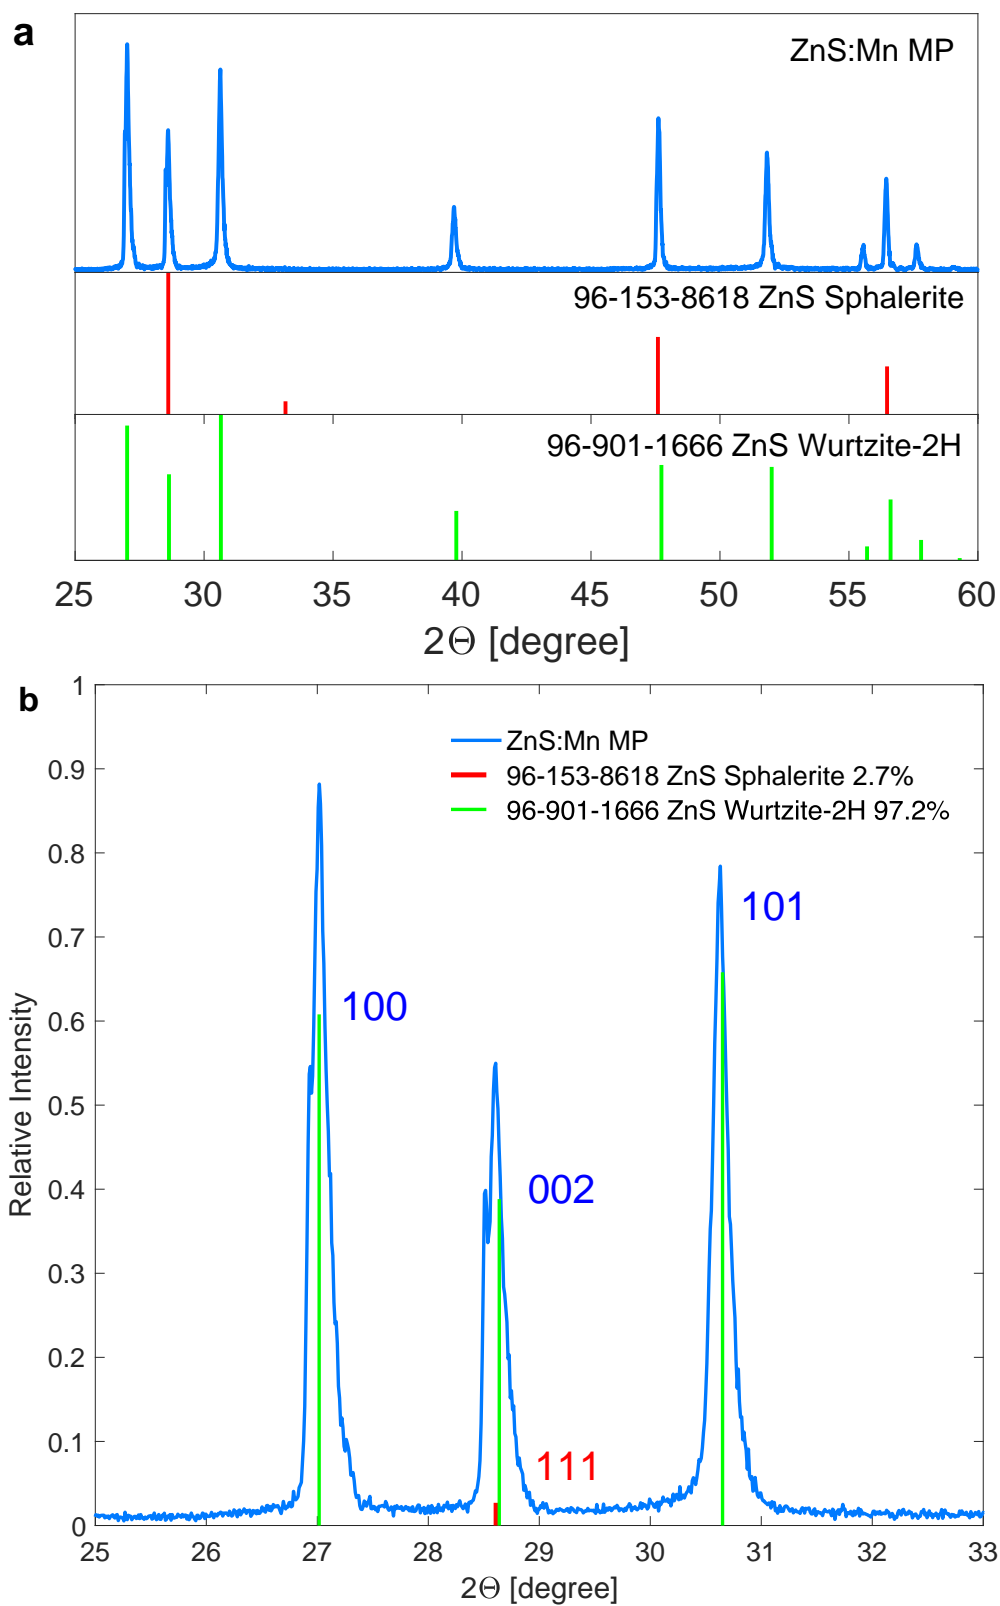 a
ZnS:Mn MP
96-153-8618 ZnS Sphalerite
96-901-1666 ZnS Wurtzite-2H
25 30 35 40 45 50 55 60
2Θ [degree]
b
1
0.9
0.8
0.7
0.6
0.5
0.4
0.3
0.2
0.1
0
Relative Intensity
ZnS:Mn MP
96-153-8618 ZnS Sphalerite 2.7%
96-901-1666 ZnS Wurtzite-2H 97.2%
101
100
002
111
25 26 27 28 29 30 31 32 33
2Θ [degree]